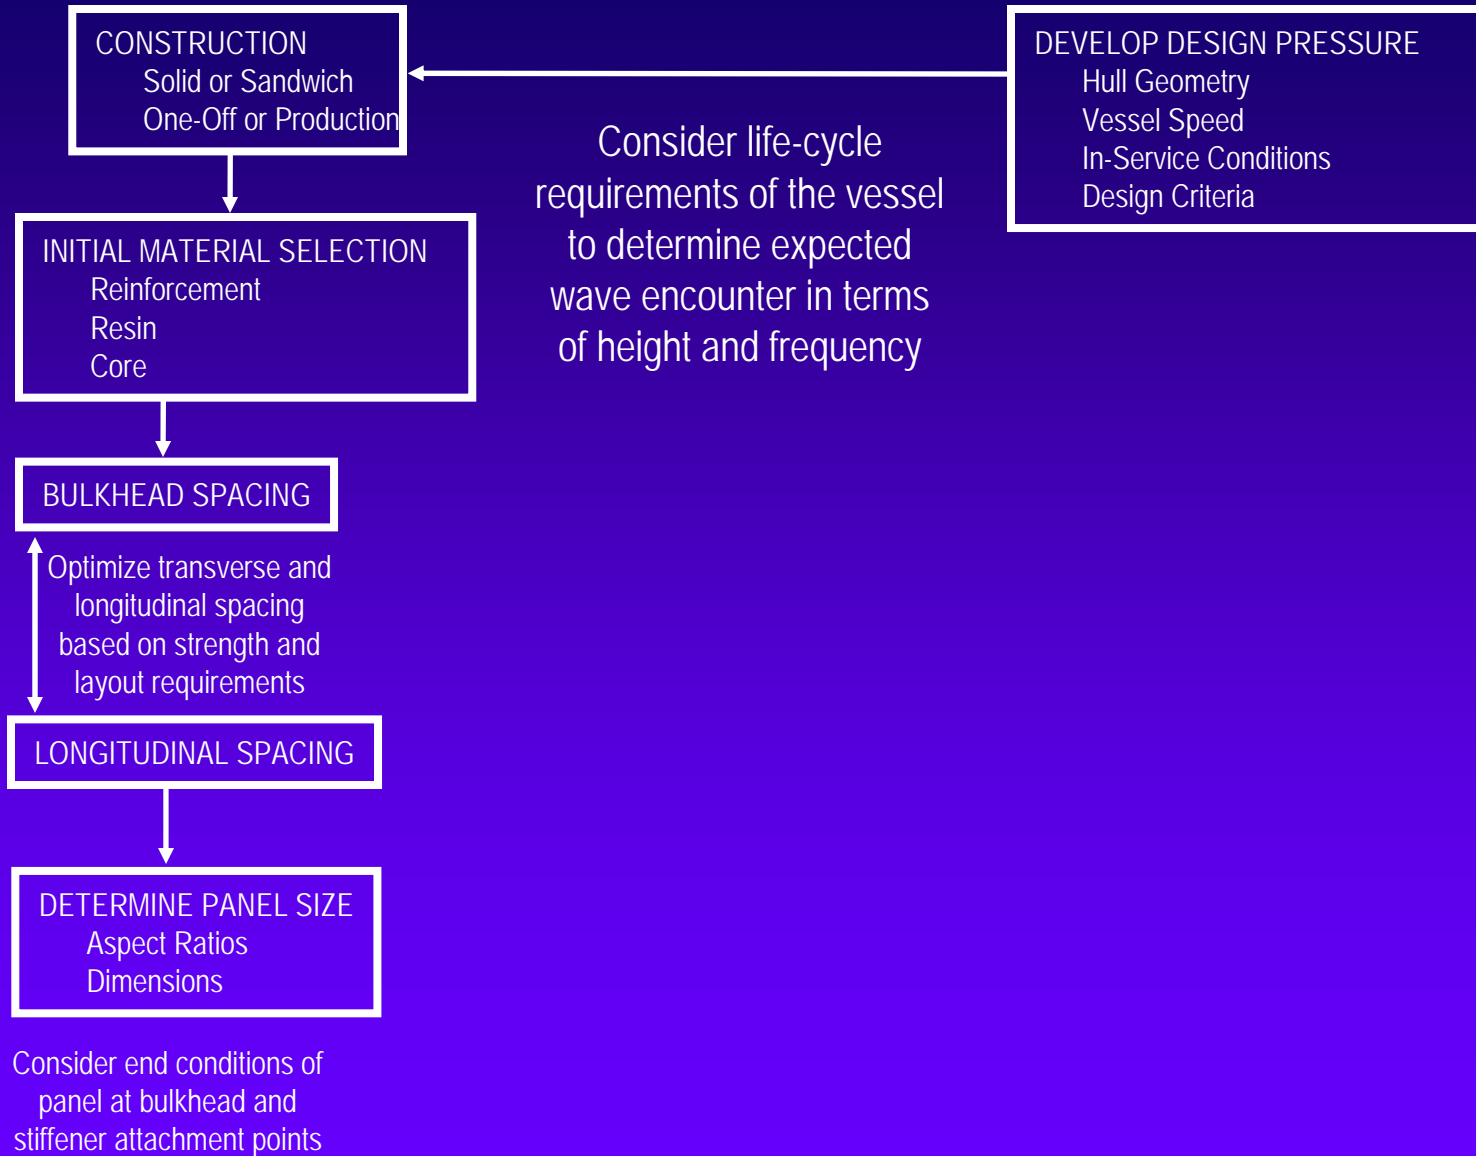 CONSTRUCTION
Solid or Sandwich
One-Off or Production
DEVELOP DESIGN PRESSURE
Hull Geometry
Vessel Speed
In-Service Conditions
Design Criteria
Consider life-cycle
requirements of the vessel
to determine expected
wave encounter in terms
of height and frequency
INITIAL MATERIAL SELECTION
Reinforcement
Resin
Core
BULKHEAD SPACING
Optimize transverse and
longitudinal spacing
based on strength and
layout requirements
LONGITUDINAL SPACING
DETERMINE PANEL SIZE
Aspect Ratios
Dimensions
Consider end conditions of
panel at bulkhead and
stiffener attachment points